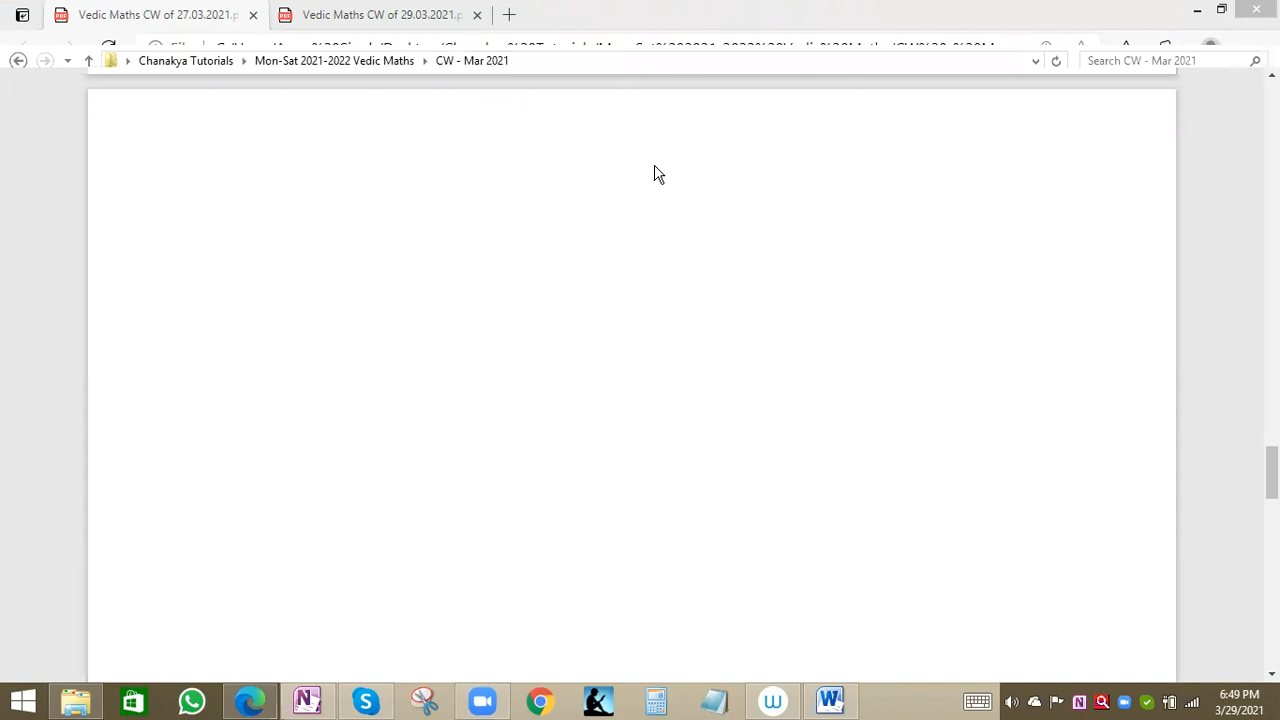 Vedic Maths CW of 27.03.2021.p
Vedic Maths CW of 29.03.2021.p
Chanakya Tutorials
Mon-Sat 2021-2022 Vedic Maths
CW - Mar 2021
Search CW - Mar 2021
6:49 PM
3/29/2021